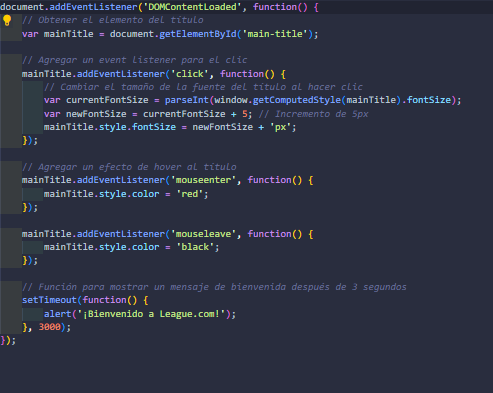 document.addEventListener('DOMContentLoaded', function() {
// Obtener el elemento del título
var mainTitle = document.getElementById('main-title');
// Agregar un event listener para el clic
mainTitle.addEventListener('click', function() {
// Cambiar el tamaño de la fuente del título al hacer clic
var currentFontSize = parseInt(window.getComputedStyle(mainTitle).fontSize);
var newFontSize = currentFontSize + 5; // Incremento de 5px
mainTitle.style.fontSize = newFontSize + 'px';
});
// Agregar un efecto de hover al título
mainTitle.addEventListener('mouseenter', function() {
mainTitle.style.color = 'red';
});
mainTitle.addEventListener('mouseleave', function() {
mainTitle.style.color = 'black';
});
// Función para mostrar un mensaje de bienvenida después de 3 segundos
setTimeout(function() {
alert('¡Bienvenido a League.com!');
}, 3000);
});